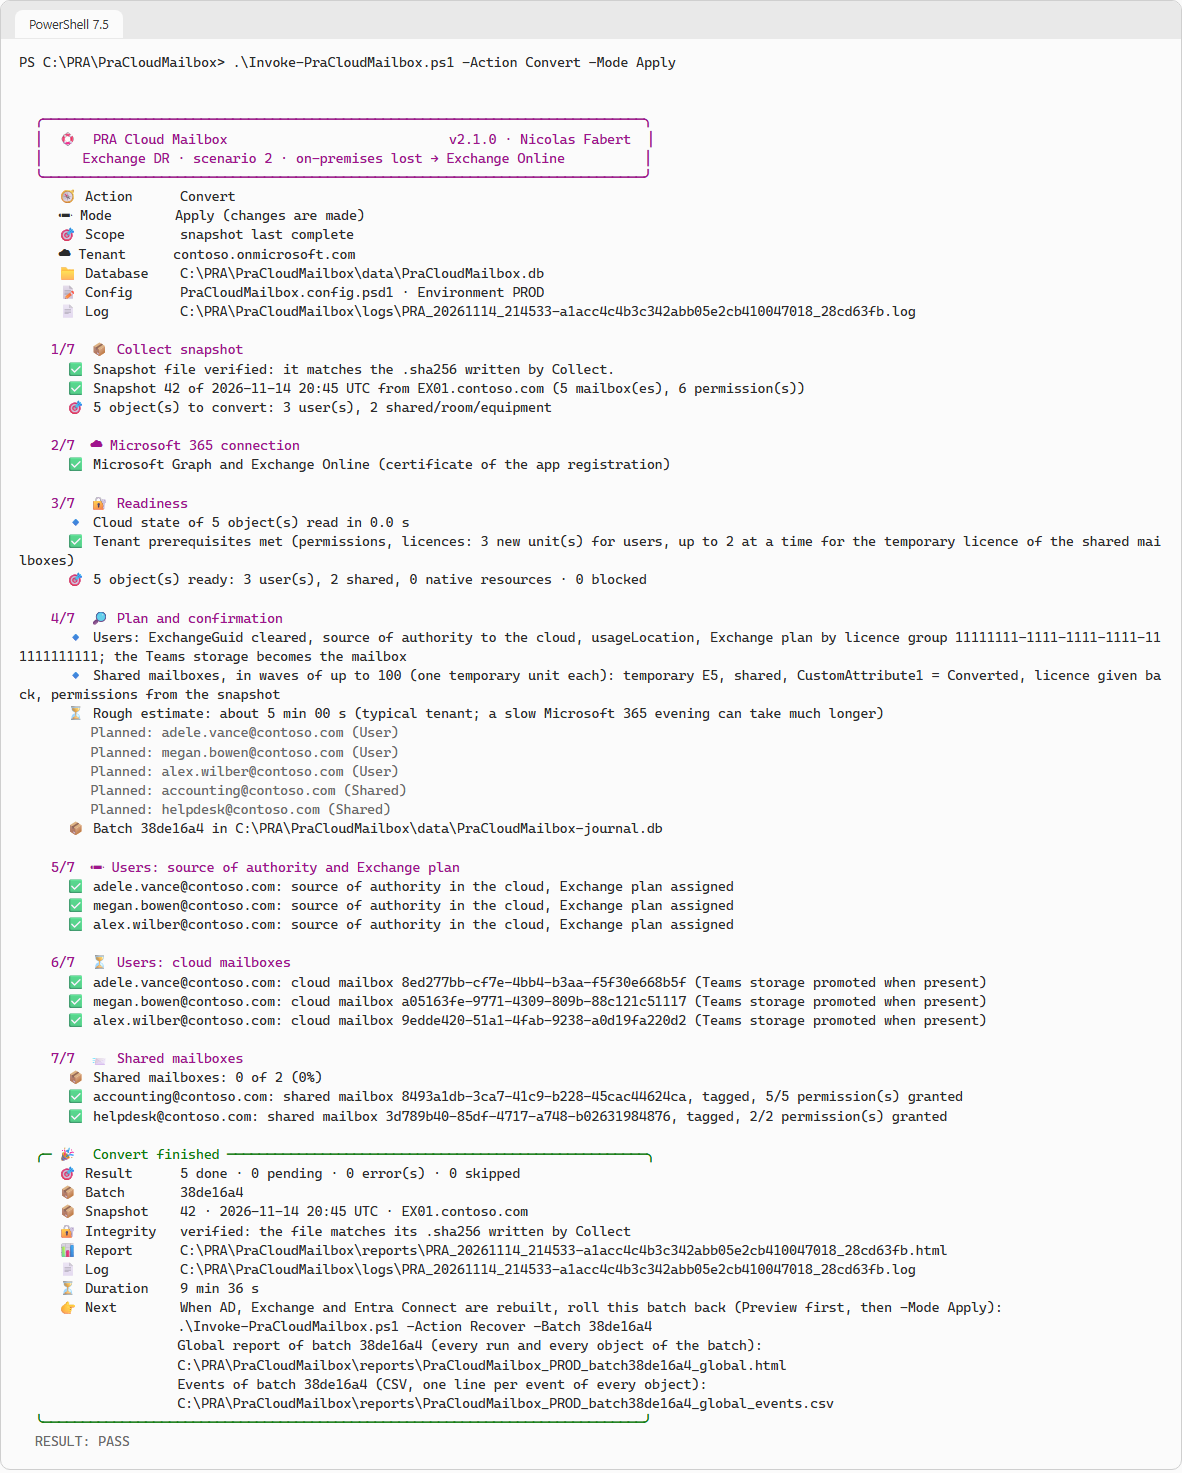 PowerShell 7.5
PS C:\PRA\PraCloudMailbox> .\Invoke-PraCloudMailbox.ps1 -Action Convert -Mode Apply
PRA Cloud Mailbox v2.1.0 · Nicolas Fabert
Exchange DR · scenario 2 · on-premises lost → Exchange Online
Action Convert
Mode Apply (changes are made)
Scope snapshot last complete
Tenant contoso.onmicrosoft.com
Database C:\PRA\PraCloudMailbox\data\PraCloudMailbox.db
Config PraCloudMailbox.config.psd1 · Environment PROD
Log C:\PRA\PraCloudMailbox\logs\PRA_20261114_214533-a1acc4c4b3c342abb05e2cb410047018_28cd63fb.log
1/7 Collect snapshot
Snapshot file verified: it matches the .sha256 written by Collect.
Snapshot 42 of 2026-11-14 20:45 UTC from EX01.contoso.com (5 mailbox(es), 6 permission(s))
5 object(s) to convert: 3 user(s), 2 shared/room/equipment
2/7 Microsoft 365 connection
Microsoft Graph and Exchange Online (certificate of the app registration)
3/7 Readiness
Cloud state of 5 object(s) read in 0.0 s
Tenant prerequisites met (permissions, licences: 3 new unit(s) for users, up to 2 at a time for the temporary licence of the shared mai
lboxes)
5 object(s) ready: 3 user(s), 2 shared, 0 native resources · 0 blocked
4/7 Plan and confirmation
Users: ExchangeGuid cleared, source of authority to the cloud, usageLocation, Exchange plan by licence group 11111111-1111-1111-1111-11
1111111111; the Teams storage becomes the mailbox
Shared mailboxes, in waves of up to 100 (one temporary unit each): temporary E5, shared, CustomAttribute1 = Converted, licence given ba
ck, permissions from the snapshot
Rough estimate: about 5 min 00 s (typical tenant; a slow Microsoft 365 evening can take much longer)
Planned: adele.vance@contoso.com (User)
Planned: megan.bowen@contoso.com (User)
Planned: alex.wilber@contoso.com (User)
Planned: accounting@contoso.com (Shared)
Planned: helpdesk@contoso.com (Shared)
Batch 38de16a4 in C:\PRA\PraCloudMailbox\data\PraCloudMailbox-journal.db
5/7 Users: source of authority and Exchange plan
adele.vance@contoso.com: source of authority in the cloud, Exchange plan assigned
megan.bowen@contoso.com: source of authority in the cloud, Exchange plan assigned
alex.wilber@contoso.com: source of authority in the cloud, Exchange plan assigned
6/7 Users: cloud mailboxes
adele.vance@contoso.com: cloud mailbox 8ed277bb-cf7e-4bb4-b3aa-f5f30e668b5f (Teams storage promoted when present)
megan.bowen@contoso.com: cloud mailbox a05163fe-9771-4309-809b-88c121c51117 (Teams storage promoted when present)
alex.wilber@contoso.com: cloud mailbox 9edde420-51a1-4fab-9238-a0d19fa220d2 (Teams storage promoted when present)
7/7 Shared mailboxes
Shared mailboxes: 0 of 2 (0%)
accounting@contoso.com: shared mailbox 8493a1db-3ca7-41c9-b228-45cac44624ca, tagged, 5/5 permission(s) granted
helpdesk@contoso.com: shared mailbox 3d789b40-85df-4717-a748-b02631984876, tagged, 2/2 permission(s) granted
Convert finished
Result 5 done · 0 pending · 0 error(s) · 0 skipped
Batch 38de16a4
Snapshot 42 · 2026-11-14 20:45 UTC · EX01.contoso.com
Integrity verified: the file matches its .sha256 written by Collect
Report C:\PRA\PraCloudMailbox\reports\PRA_20261114_214533-a1acc4c4b3c342abb05e2cb410047018_28cd63fb.html
Log C:\PRA\PraCloudMailbox\logs\PRA_20261114_214533-a1acc4c4b3c342abb05e2cb410047018_28cd63fb.log
Duration 9 min 36 s
Next When AD, Exchange and Entra Connect are rebuilt, roll this batch back (Preview first, then -Mode Apply):
.\Invoke-PraCloudMailbox.ps1 -Action Recover -Batch 38de16a4
Global report of batch 38de16a4 (every run and every object of the batch):
C:\PRA\PraCloudMailbox\reports\PraCloudMailbox_PROD_batch38de16a4_global.html
Events of batch 38de16a4 (CSV, one line per event of every object):
C:\PRA\PraCloudMailbox\reports\PraCloudMailbox_PROD_batch38de16a4_global_events.csv
RESULT: PASS